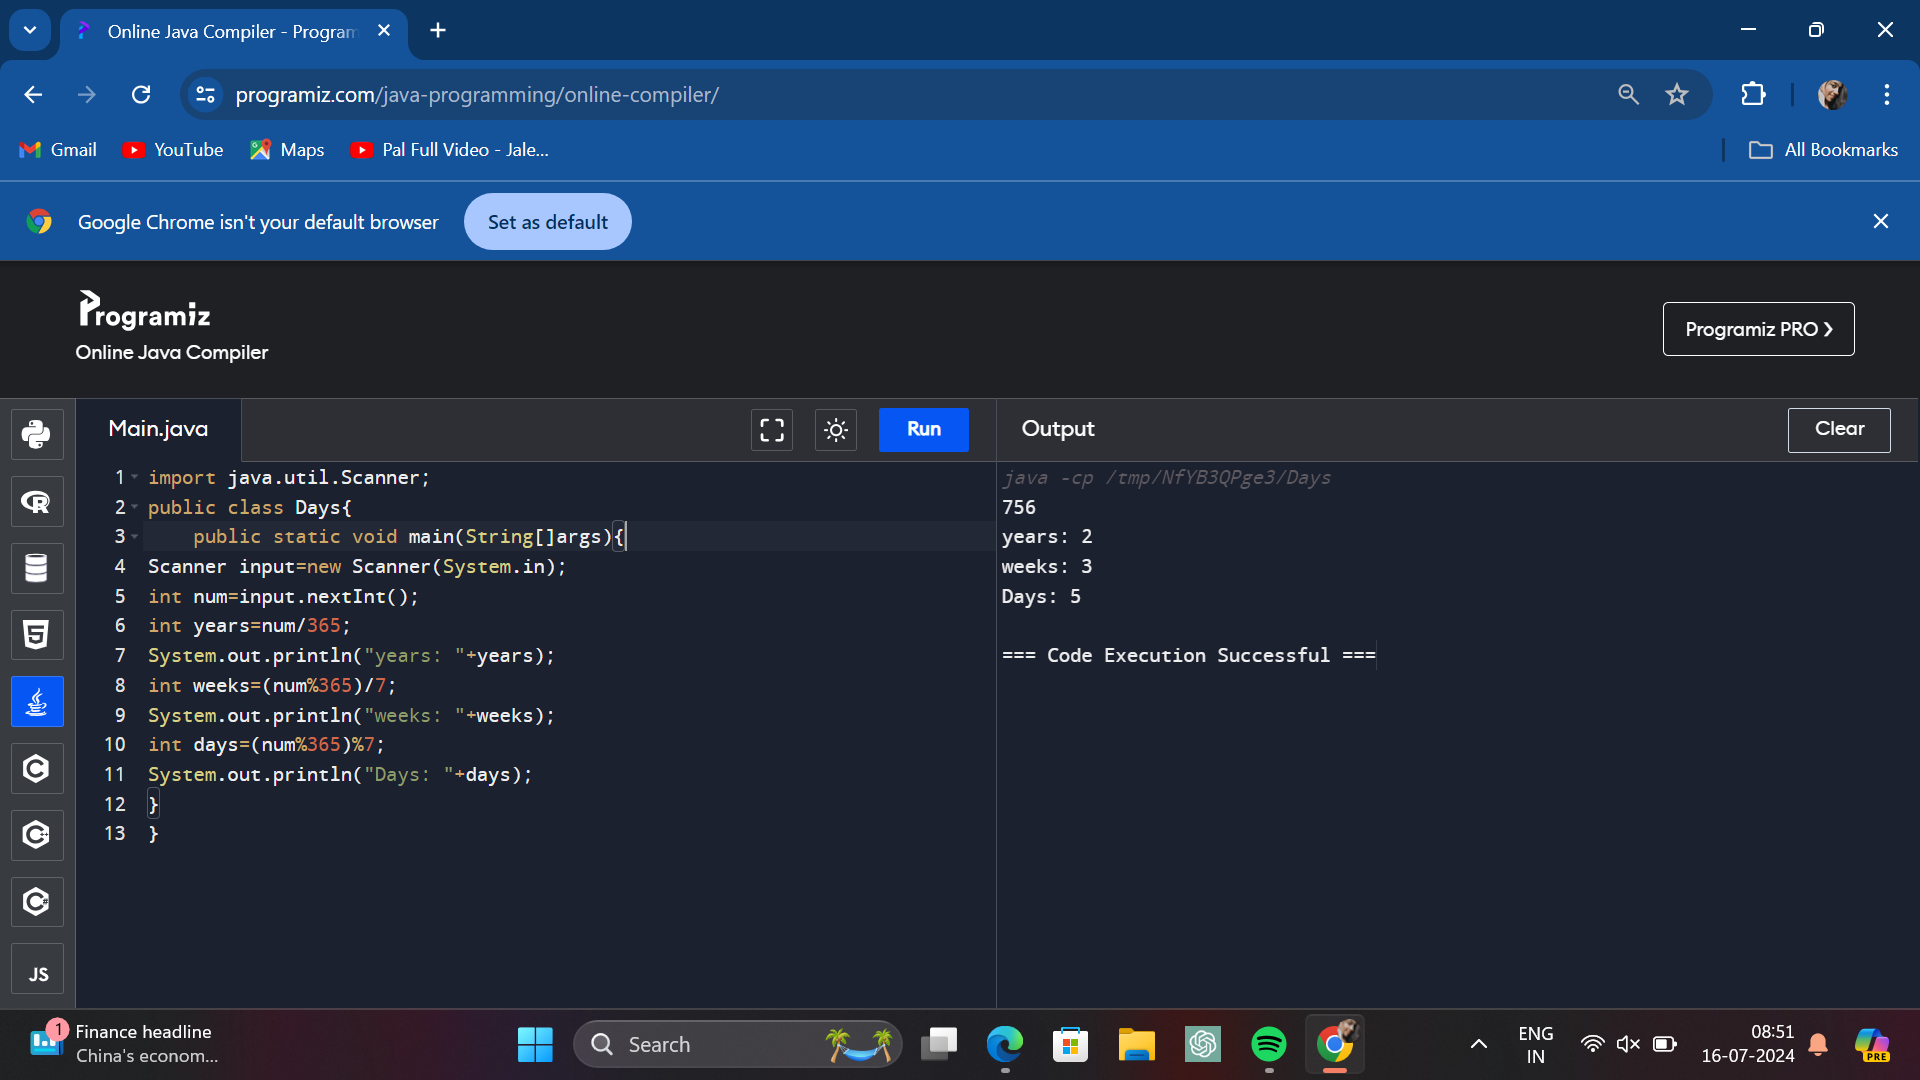 Online Java Compiler - Program
programiz.com/java-programming/online-compiler/
Gmail
YouTube
Maps
Pal Full Video - Jale...
All Bookmarks
Google Chrome isn't your default browser
Set as default
Programiz
Online Java Compiler
Programiz PRO ❯
Main.java
Run
Output
Clear
1 import java.util.Scanner;
2 public class Days{
3     public static void main(String[]args){
4 Scanner input=new Scanner(System.in);
5 int num=input.nextInt();
6 int years=num/365;
7 System.out.println("years: "+years);
8 int weeks=(num%365)/7;
9 System.out.println("weeks: "+weeks);
10 int days=(num%365)%7;
11 System.out.println("Days: "+days);
12 }
13 }
java -cp /tmp/NfYB3QPge3/Days
756
years: 2
weeks: 3
Days: 5
=== Code Execution Successful ===
R
5
C
C++
C#
JS
1
Finance headline
China's econom...
Search
ENG
IN
08:51
16-07-2024
PRE